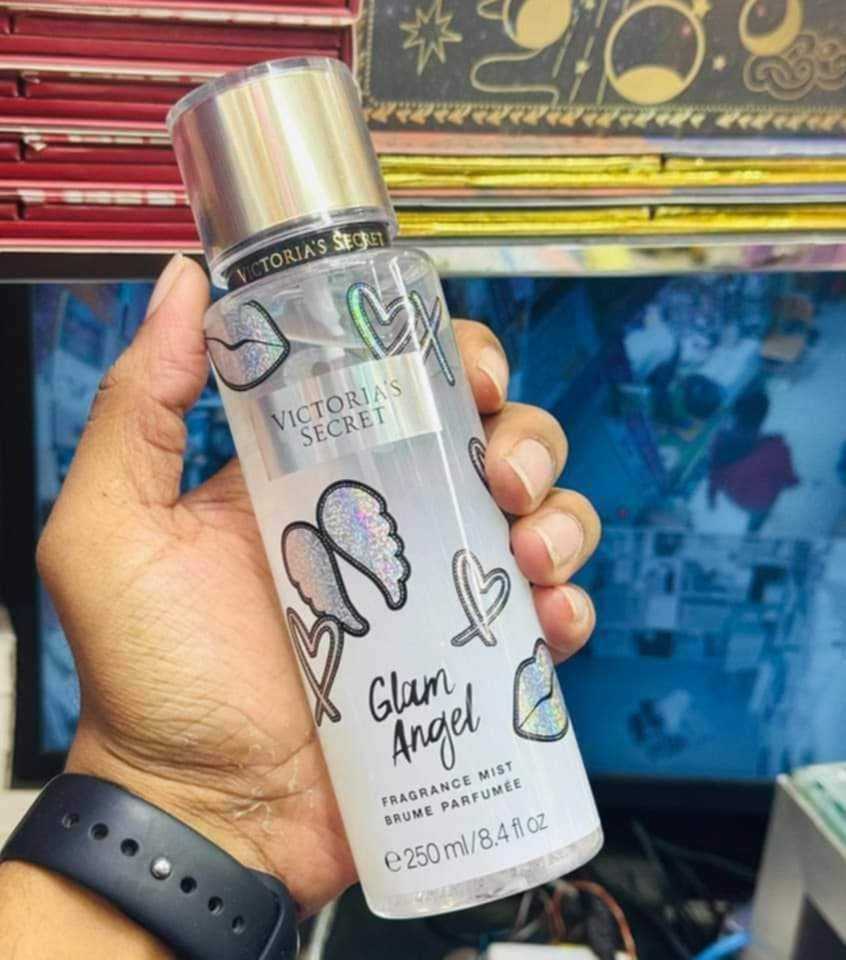 VICTORIA'S SECRET
VICTORIA'S
SECRET
Glam
Angel
FRAGRANCE MIST
BRUME PARFUMÉE
℮ 250 ml/8.4 fl oz